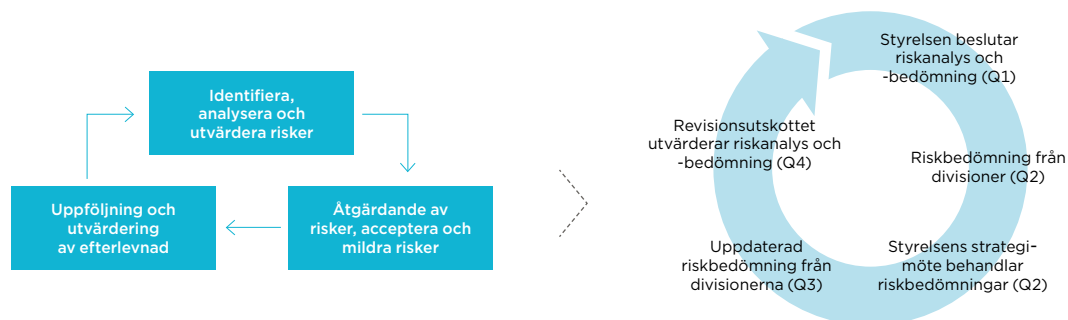 Identifiera,
analysera och
utvärdera risker
Åtgärdande av
risker, acceptera och
mildra risker
Uppföljning och
utvärdering
av efterlevnad
Styrelsen beslutar
riskanalys och
-bedömning (Q1)
Riskbedömning från
divisioner (Q2)
Styrelsens strategi-
möte behandlar
riskbedömningar (Q2)
Uppdaterad
riskbedömning från
divisionerna (Q3)
Revisionsutskottet
utvärderar riskanalys och
-bedömning (Q4)